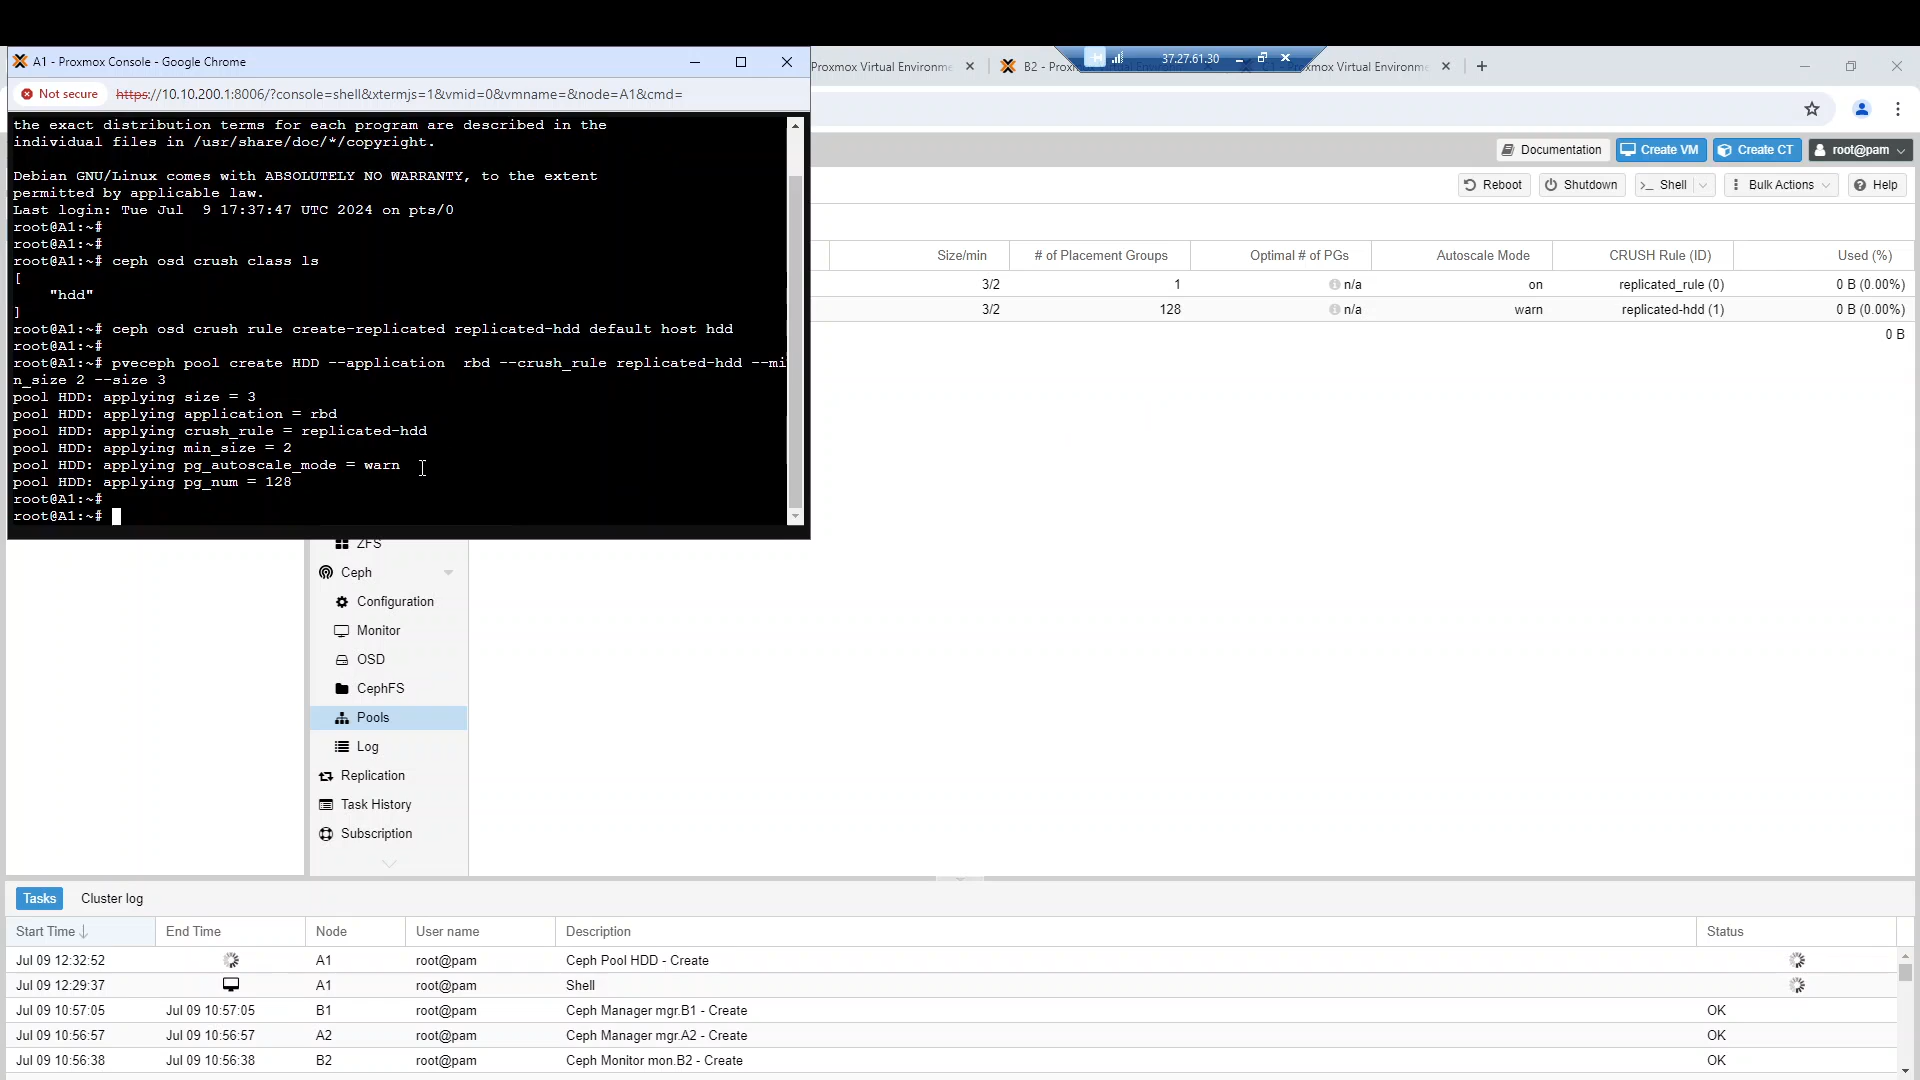 A1 - Proxmox Console - Google Chrome
Not secure
https://10.10.200.1:8006/?console=shell&xtermjs=1&vmid=0&vmname=&node=A1&cmd=
the exact distribution terms for each program are described in the
individual files in /usr/share/doc/*/copyright.
Debian GNU/Linux comes with ABSOLUTELY NO WARRANTY, to the extent
permitted by applicable law.
Last login: Tue Jul  9 17:37:47 UTC 2024 on pts/0
root@A1:~#
root@A1:~#
root@A1:~# ceph osd crush class ls
[
"hdd"
]
root@A1:~# ceph osd crush rule create-replicated replicated-hdd default host hdd
root@A1:~#
root@A1:~# pveceph pool create HDD --application  rbd --crush_rule replicated-hdd --mi
n_size 2 --size 3
pool HDD: applying size = 3
pool HDD: applying application = rbd
pool HDD: applying crush_rule = replicated-hdd
pool HDD: applying min_size = 2
pool HDD: applying pg_autoscale_mode = warn
pool HDD: applying pg_num = 128
root@A1:~#
root@A1:~#
Proxmox Virtual Environme
B2 - Pro
37.27.61.30
oxmox Virtual Environme
Documentation
Create VM
Create CT
root@pam
Reboot
Shutdown
Shell
Bulk Actions
Help
Size/min # of Placement Groups Optimal # of PGs Autoscale Mode CRUSH Rule (ID) Used (%)
3/2 1 n/a on replicated_rule (0) 0 B (0.00%)
3/2 128 n/a warn replicated-hdd (1) 0 B (0.00%)
0 B
ZFS
Ceph
Configuration
Monitor
OSD
CephFS
Pools
Log
Replication
Task History
Subscription
Tasks Cluster log
Start Time End Time Node User name Description Status
Jul 09 12:32:52 A1 root@pam Ceph Pool HDD - Create
Jul 09 12:29:37 A1 root@pam Shell
Jul 09 10:57:05 Jul 09 10:57:05 B1 root@pam Ceph Manager mgr.B1 - Create OK
Jul 09 10:56:57 Jul 09 10:56:57 A2 root@pam Ceph Manager mgr.A2 - Create OK
Jul 09 10:56:38 Jul 09 10:56:38 B2 root@pam Ceph Monitor mon.B2 - Create OK